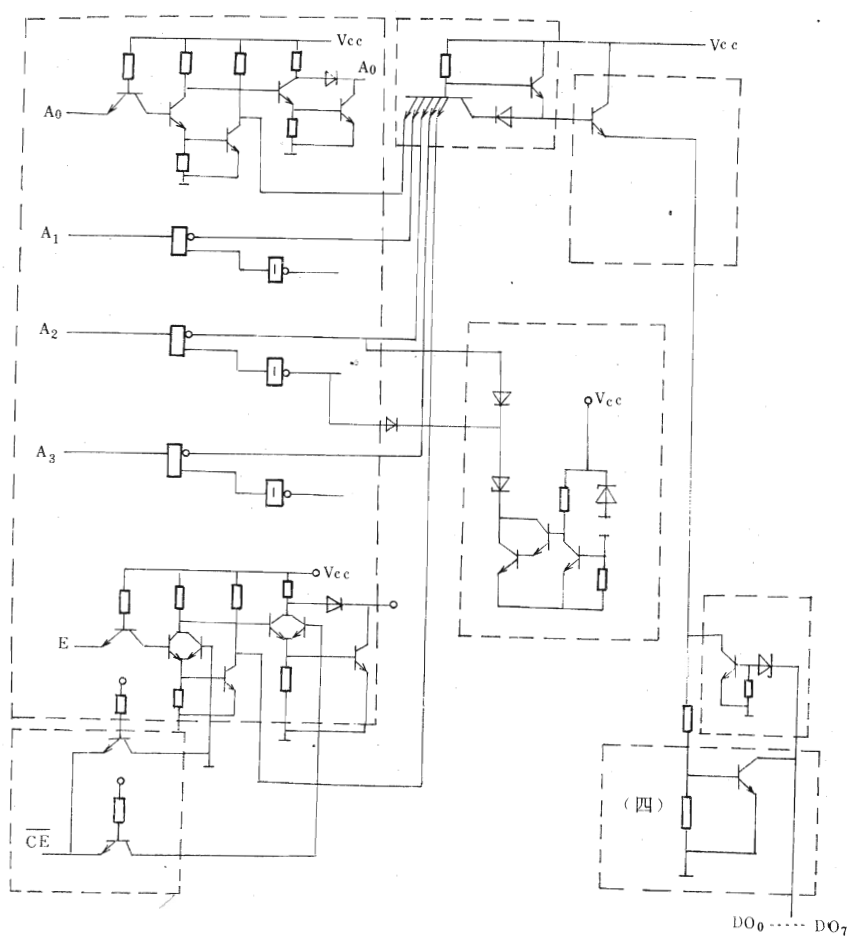 Vcc
A₀
A₀
Vcc
A₁
A₂
Vcc
A₃
Vcc
E
CE
(四)
DO₀ ····· DO₇